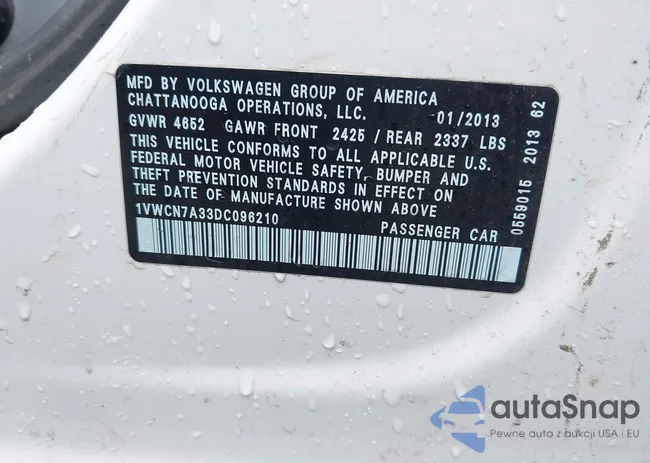 MFD BY VOLKSWAGEN GROUP OF AMERICA
CHATTANOOGA OPERATIONS, LLC. 01/2013
GVWR 4652 GAWR FRONT 2425 / REAR 2337 LBS
THIS VEHICLE CONFORMS TO ALL APPLICABLE U.S.
FEDERAL MOTOR VEHICLE SAFETY, BUMPER AND
THEFT PREVENTION STANDARDS IN EFFECT ON
THE DATE OF MANUFACTURE SHOWN ABOVE
1VWCN7A33DC096210 PASSENGER CAR
0559015 2013 62
autaSnap
Pewne auta z aukcji USA i EU